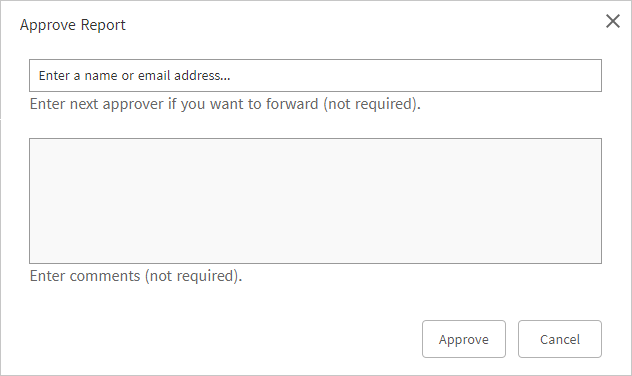 Approve Report
Enter a name or email address...
Enter next approver if you want to forward (not required).
Enter comments (not required).
Approve Cancel